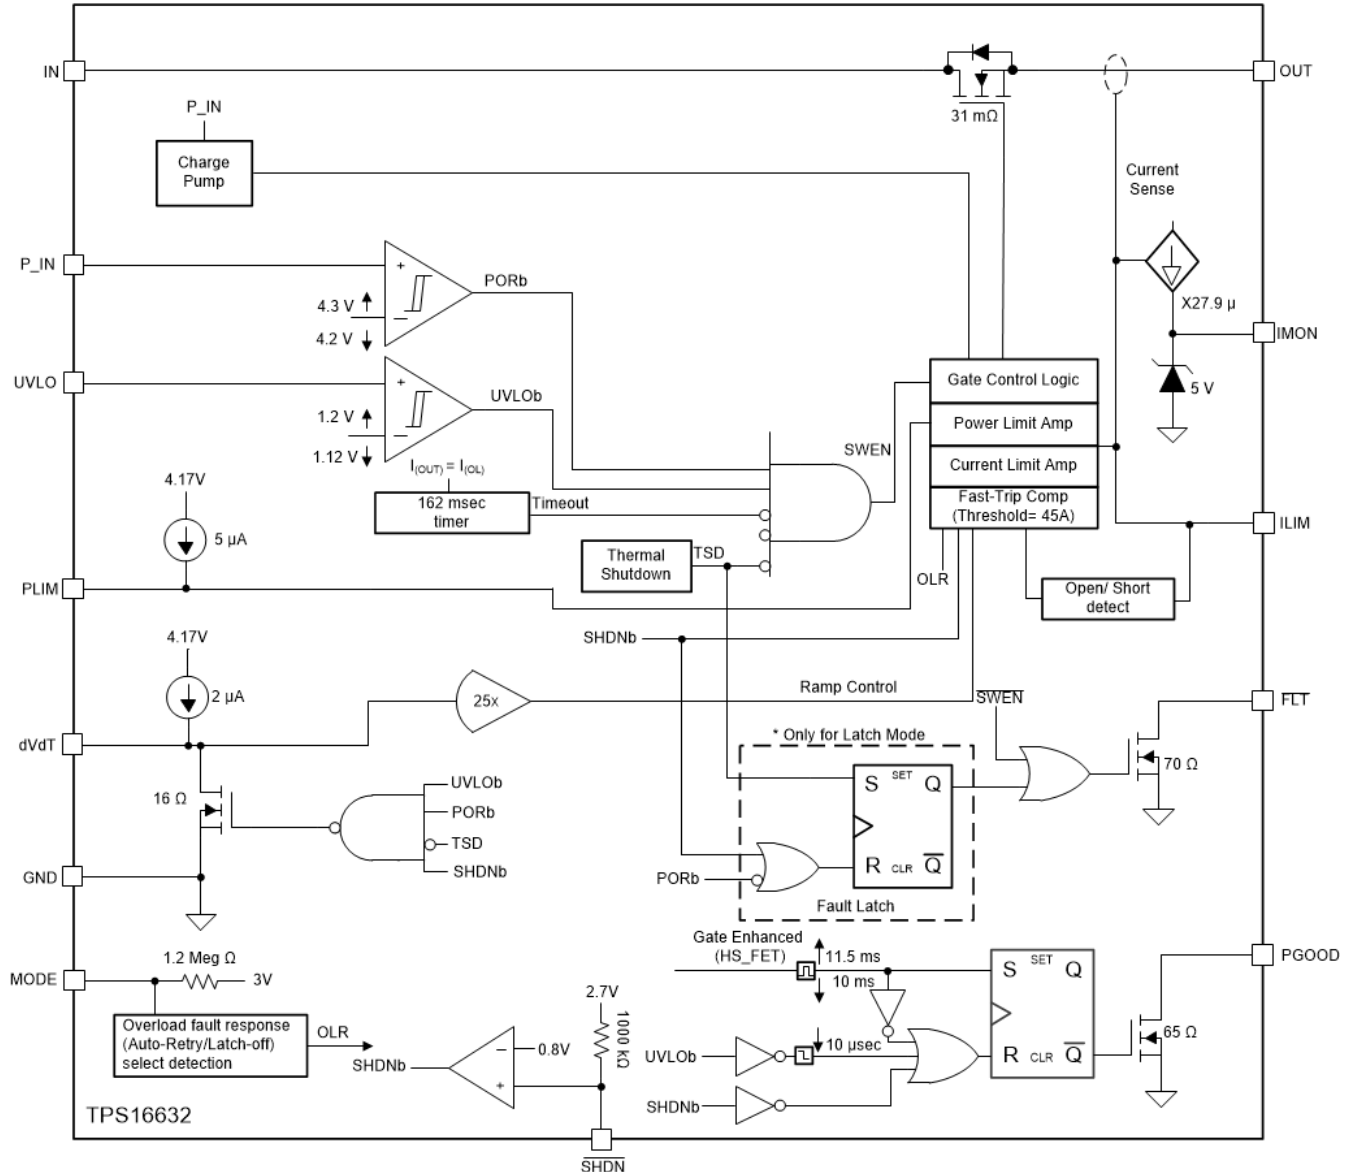 IN
OUT
31 mΩ
P_IN
Charge
Pump
Current
Sense
P_IN
+
PORb
4.3 V
−
4.2 V
X27.9 µ
IMON
5 V
UVLO
+
UVLOb
1.2 V
−
1.12 V
Gate Control Logic
Power Limit Amp
Current Limit Amp
Fast-Trip Comp
(Threshold= 45A)
SWEN
I(OUT) = I(OL)
162 msec
timer
Timeout
4.17V
5 µA
ILIM
Thermal
Shutdown
TSD
OLR
Open/ Short
detect
PLIM
SHDNb
4.17V
2 µA
25x
Ramp Control
SWEN
FLT
dVdT
* Only for Latch Mode
70 Ω
S
SET
Q
R
CLR
Q
PORb
Fault Latch
16 Ω
UVLOb
PORb
TSD
SHDNb
GND
Gate Enhanced
(HS_FET)
11.5 ms
10 ms
S
SET
Q
R
CLR
Q
PGOOD
65 Ω
MODE
1.2 Meg Ω
3V
Overload fault response
(Auto-Retry/Latch-off)
select detection
OLR
SHDNb
−
0.8V
+
2.7V
1000 KΩ
UVLOb
10 µsec
SHDNb
TPS16632
SHDN